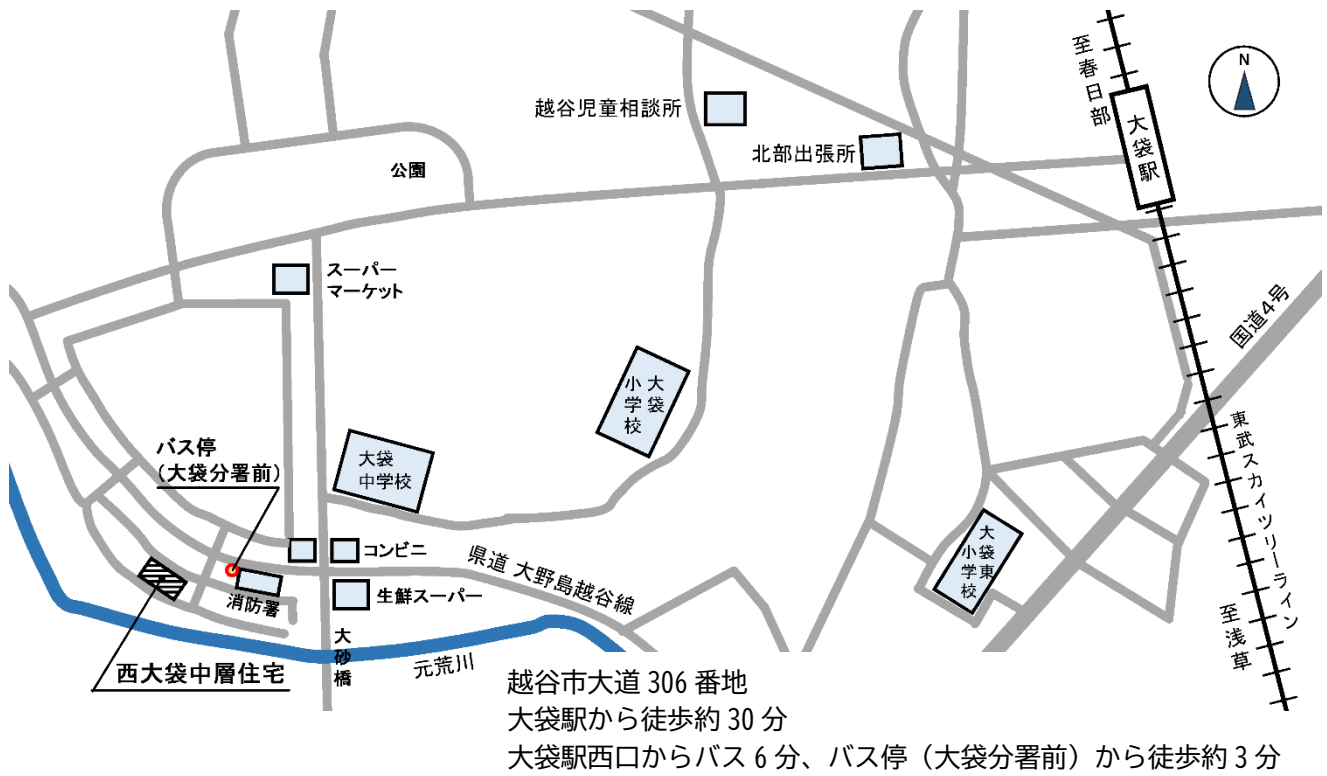 至春日部
N
大袋駅
越谷児童相談所
北部出張所
公園
スーパー
マーケット
国道4号
大袋
小学校
バス停
(大袋分署前)
大袋
中学校
東武スカイツリーライン
コンビニ
県道 大野島越谷線
大袋東
小学校
消防署
生鮮スーパー
大砂橋
至浅草
元荒川
西大袋中層住宅
越谷市大道 306 番地
大袋駅から徒歩約 30 分
大袋駅西口からバス 6 分、バス停（大袋分署前）から徒歩約 3 分